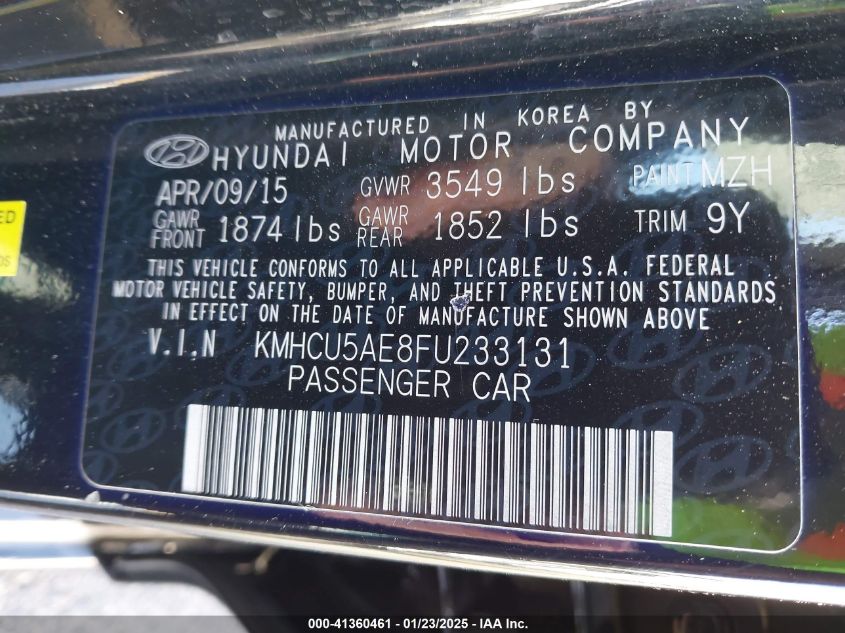 MANUFACTURED IN KOREA BY
HYUNDAI MOTOR COMPANY
APR/09/15 GVWR 3549 lbs PAINT MZH
GAWR FRONT 1874 lbs GAWR REAR 1852 lbs TRIM 9Y
THIS VEHICLE CONFORMS TO ALL APPLICABLE U.S.A. FEDERAL
MOTOR VEHICLE SAFETY, BUMPER, AND THEFT PREVENTION STANDARDS
IN EFFECT ON THE DATE OF MANUFACTURE SHOWN ABOVE
V.I.N KMHCU5AE8FU233131
PASSENGER CAR
000-41360461 - 01/23/2025 - IAA Inc.